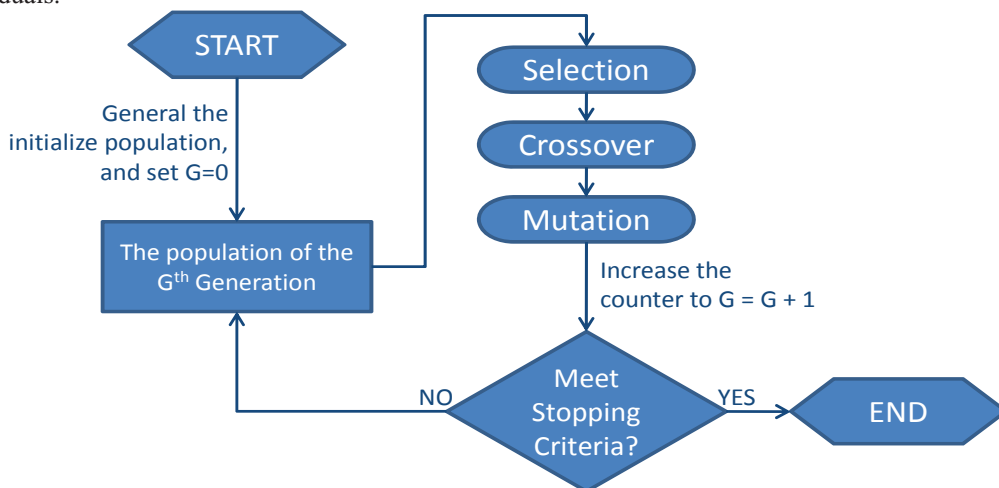 duals.
START
General the
initialize population,
and set G=0
The population of the
Gth Generation
Selection
Crossover
Mutation
Increase the
counter to G = G + 1
Meet
Stopping
Criteria?
NO
YES
END